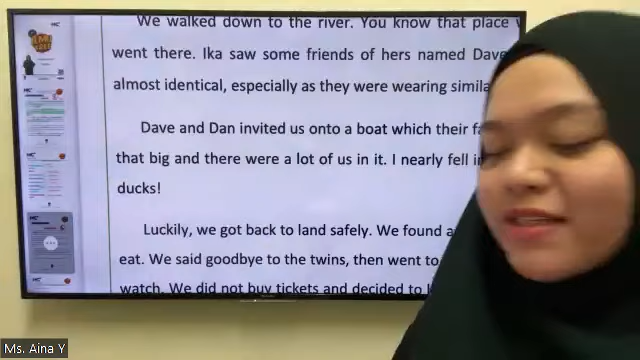 We walked down to the river. You know that place
went there. Ika saw some friends of hers named Dave
almost identical, especially as they were wearing simila
Dave and Dan invited us onto a boat which their fa
that big and there were a lot of us in it. I nearly fell i
ducks!
Luckily, we got back to land safely. We found a
eat. We said goodbye to the twins, then went to
watch. We did not buy tickets and decided to
Ms. Aina Y